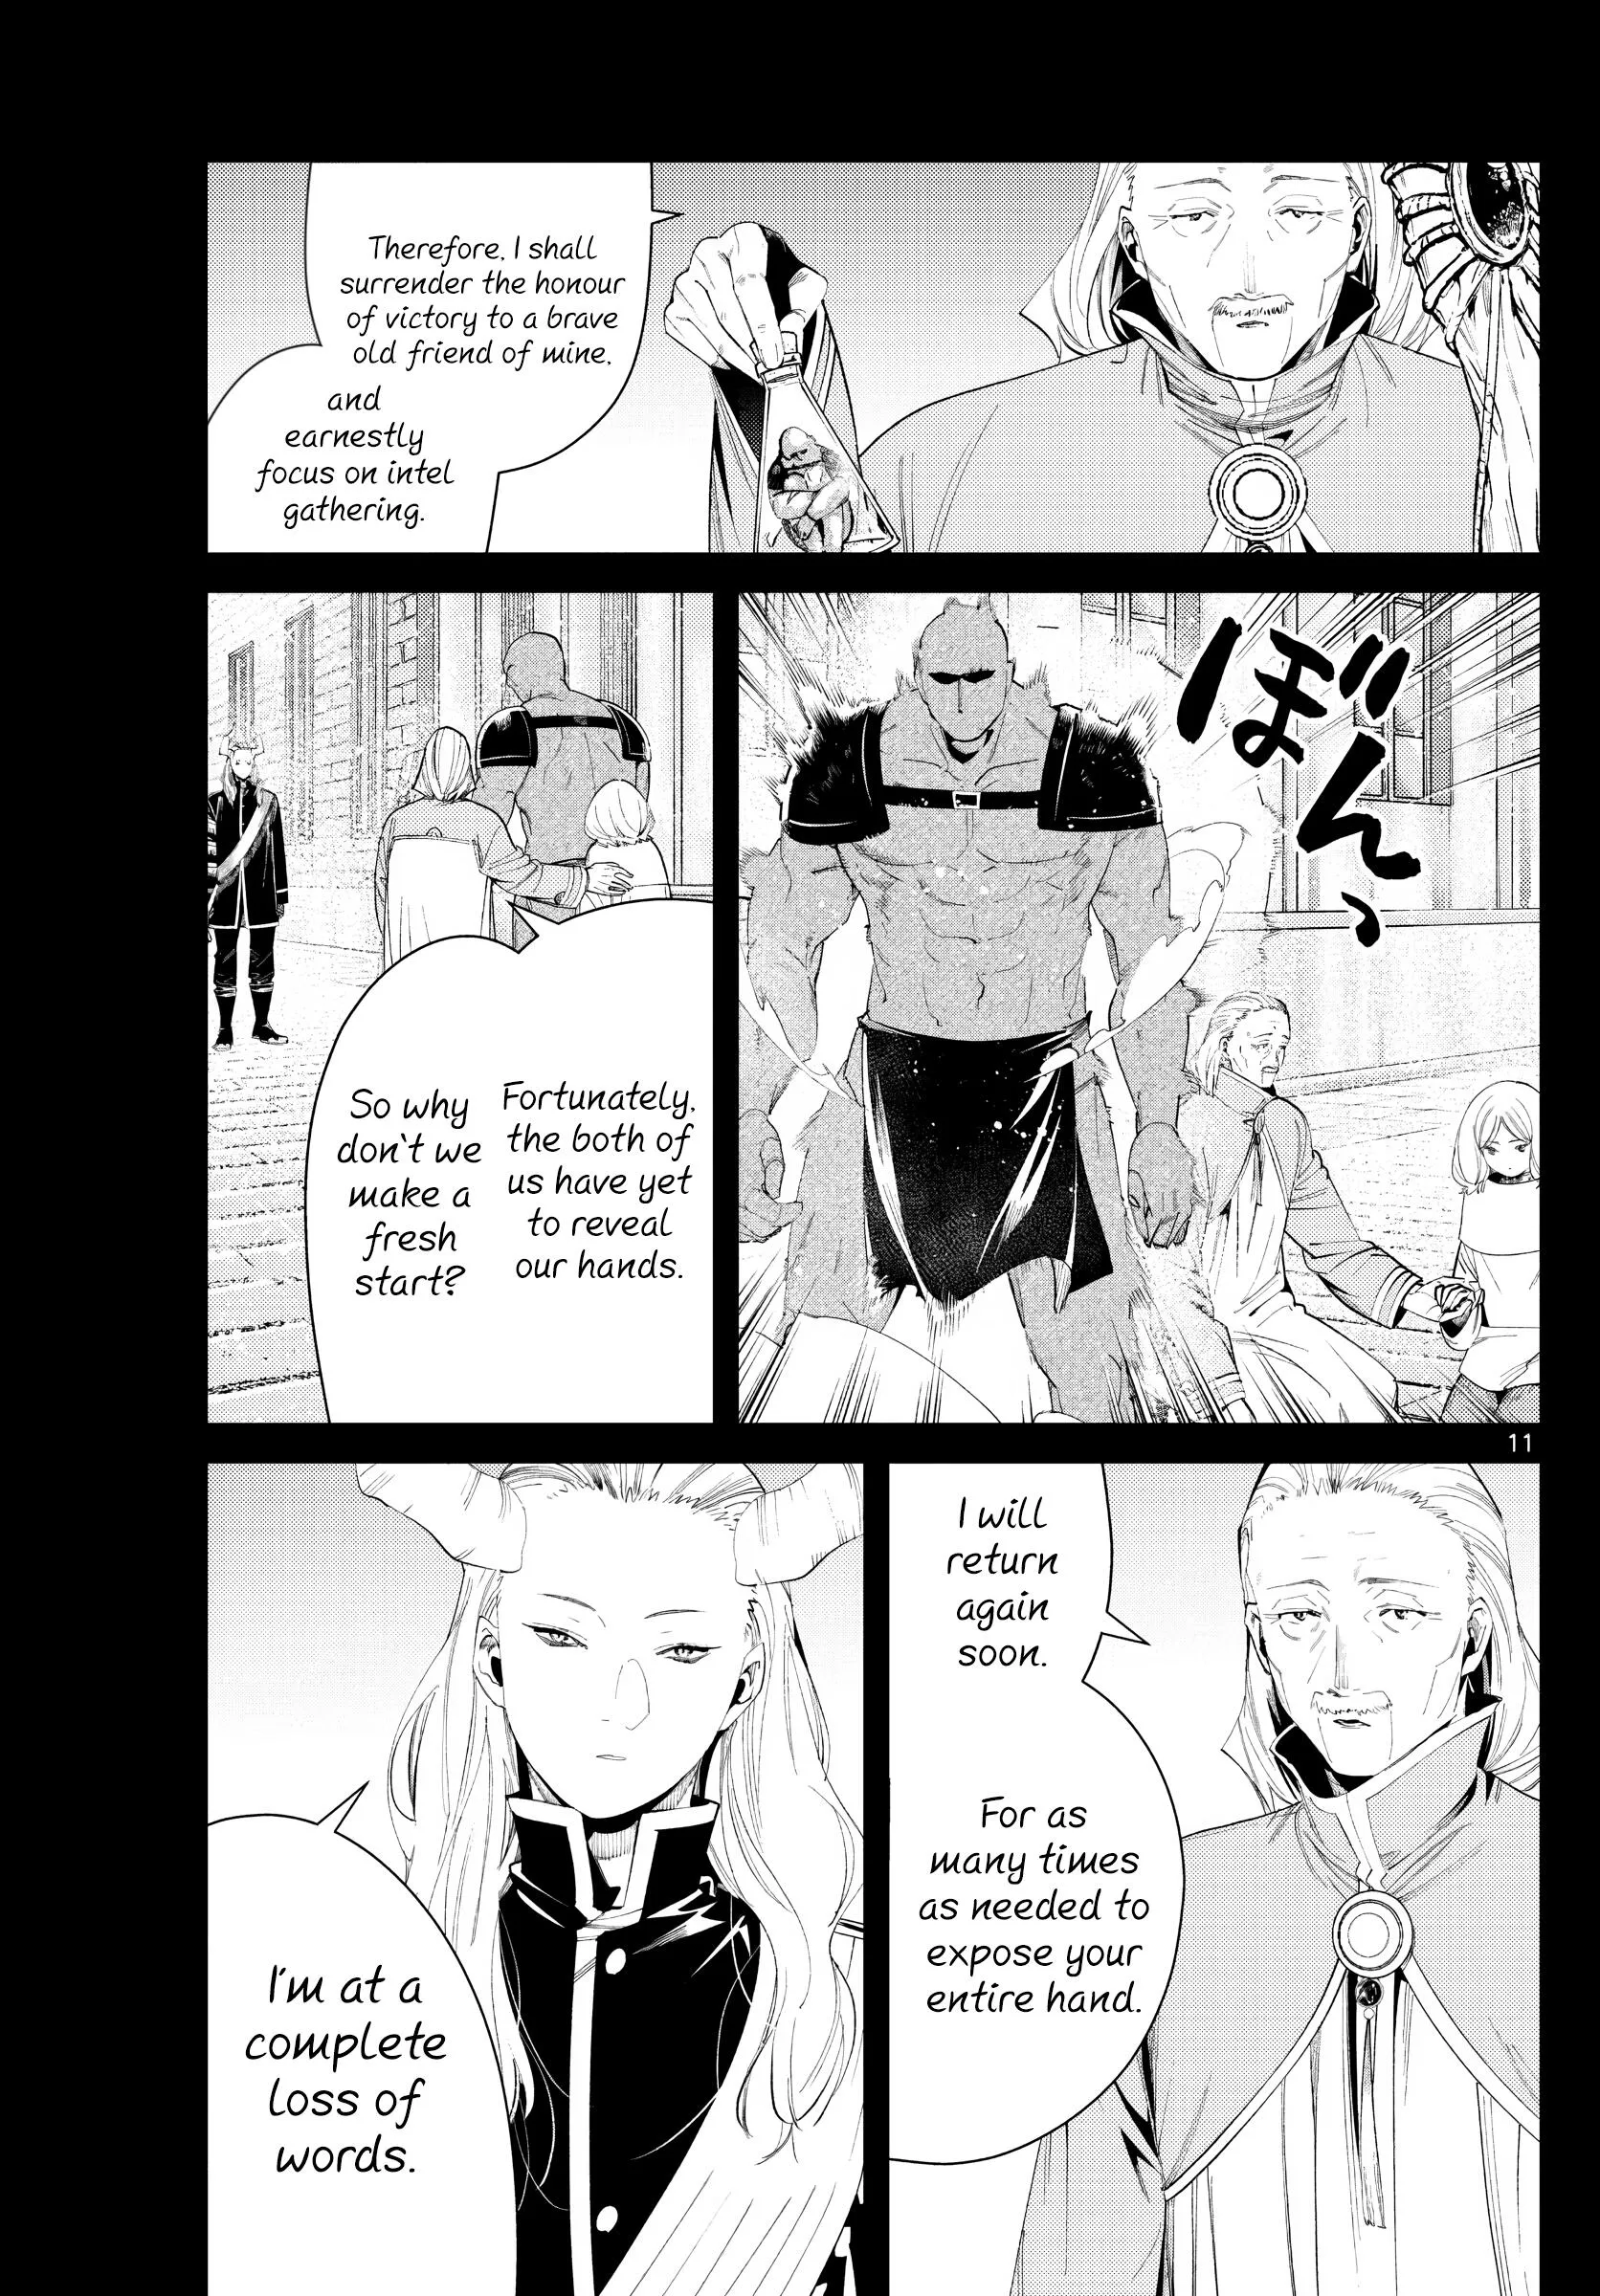 Therefore, I shall
surrender the honour
of victory to a brave
old friend of mine,
and
earnestly
focus on intel
gathering.
ぼんっ
Fortunately,
the both of
us have yet
to reveal
our hands.
So why
don't we
make a
fresh
start?
11
I will
return
again
soon.
For as
many times
as needed to
expose your
entire hand.
I'm at a
complete
loss of
words.